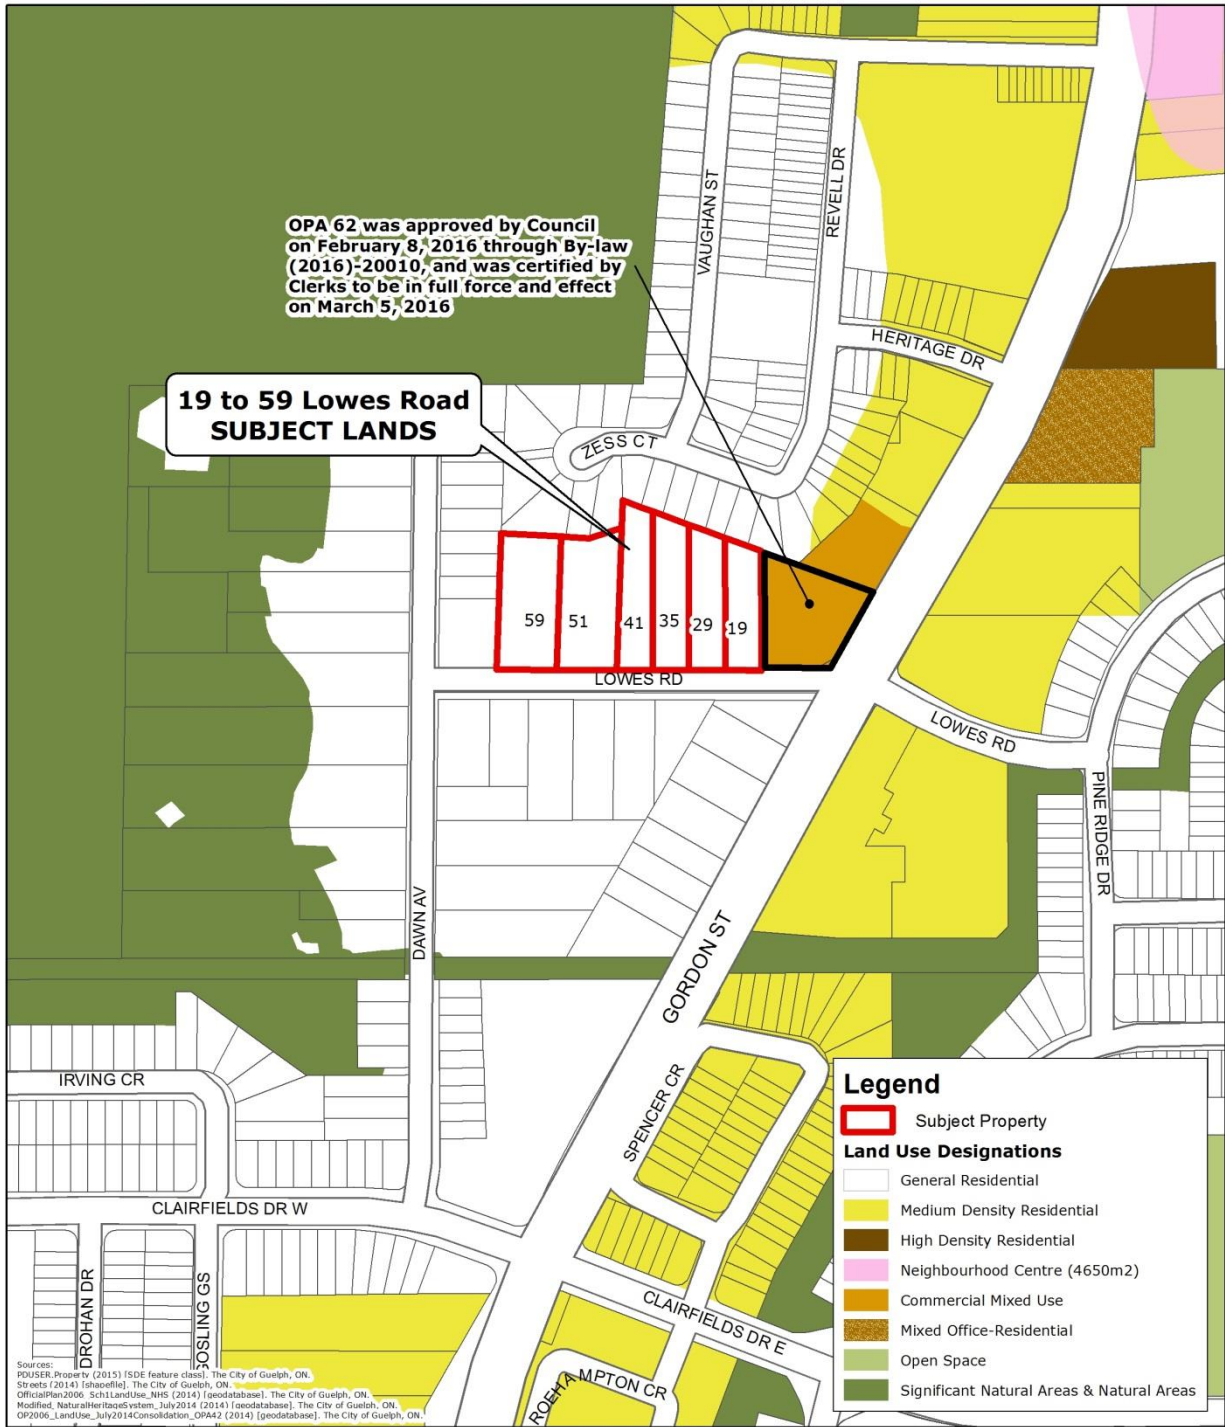 VAUGHAN ST
REVELL DR
OPA 62 was approved by Council
on February 8, 2016 through By-law
(2016)-20010, and was certified by
Clerks to be in full force and effect
on March 5, 2016
HERITAGE DR
19 to 59 Lowes Road
SUBJECT LANDS
ZESS CT
59
51
41
35
29
19
LOWES RD
LOWES RD
PINE RIDGE DR
DAWN AV
GORDON ST
IRVING CR
SPENCER CR
CLAIRFIELDS DR W
DROHAN DR
GOSLING GS
CLAIRFIELDS DR E
ROEHAMPTON CR
Legend
Subject Property
Land Use Designations
General Residential
Medium Density Residential
High Density Residential
Neighbourhood Centre (4650m2)
Commercial Mixed Use
Mixed Office-Residential
Open Space
Significant Natural Areas & Natural Areas
Sources:
PDUSER.Property (2015) [SDE feature class]. The City of Guelph, ON.
Streets (2014) [shapefile]. The City of Guelph, ON.
OfficialPlan2006_Sch1LandUse_NHS (2014) [geodatabase]. The City of Guelph, ON.
Modified_NaturalHeritageSystem_July2014 (2014) [geodatabase]. The City of Guelph, ON.
OP2006_LandUse_July2014Consolidation_OPA42 (2014) [geodatabase]. The City of Guelph, ON.